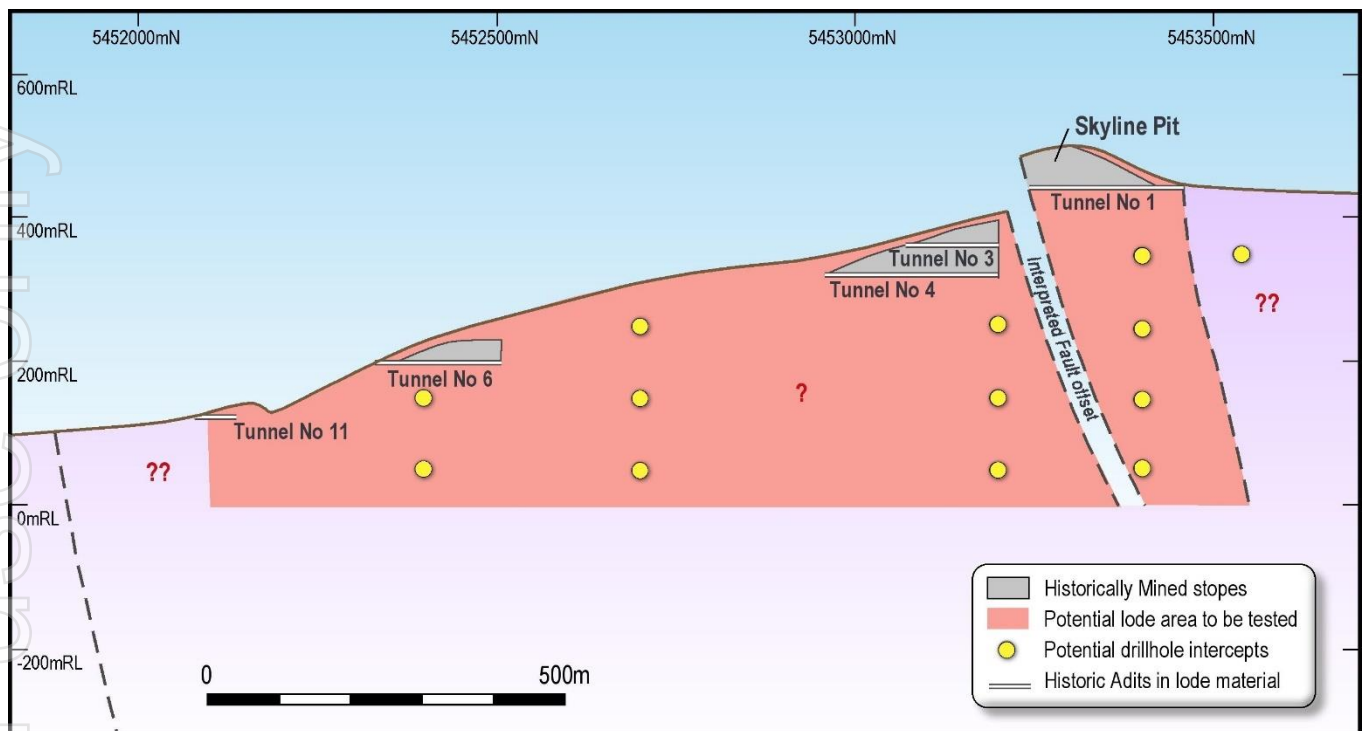 5452000mN
5452500mN
5453000mN
5453500mN
600mRL
Skyline Pit
Tunnel No 1
400mRL
Tunnel No 3
Tunnel No 4
Interpreted Fault offset
??
200mRL
Tunnel No 6
?
Tunnel No 11
??
0mRL
Historically Mined stopes
Potential lode area to be tested
Potential drillhole intercepts
Historic Adits in lode material
-200mRL
0
500m